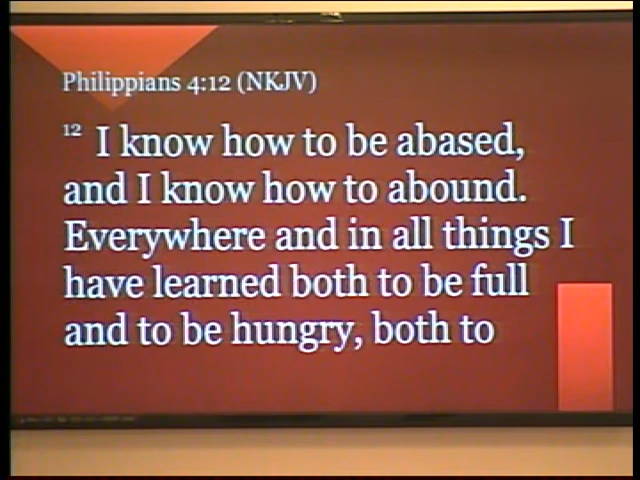 Philippians 4:12 (NKJV)
12 I know how to be abased,
and I know how to abound.
Everywhere and in all things I
have learned both to be full
and to be hungry, both to